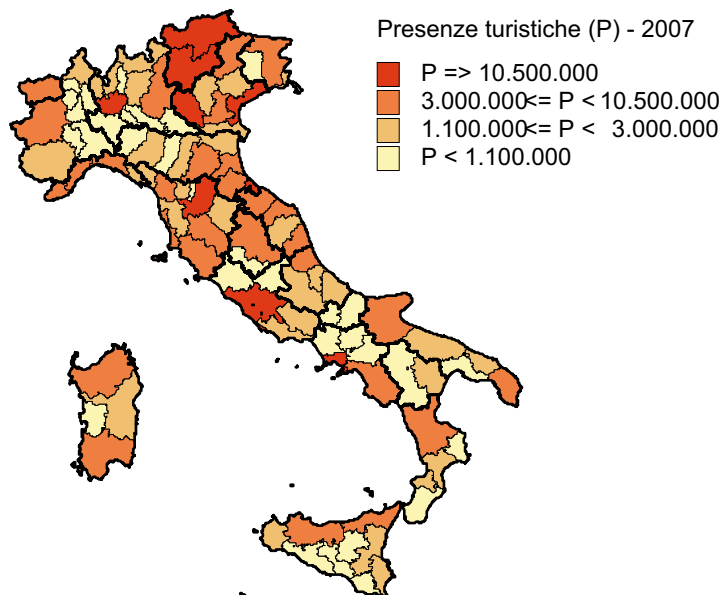 Presenze turistiche (P) - 2007
P => 10.500.000
3.000.000<= P < 10.500.000
1.100.000<= P < 3.000.000
P < 1.100.000